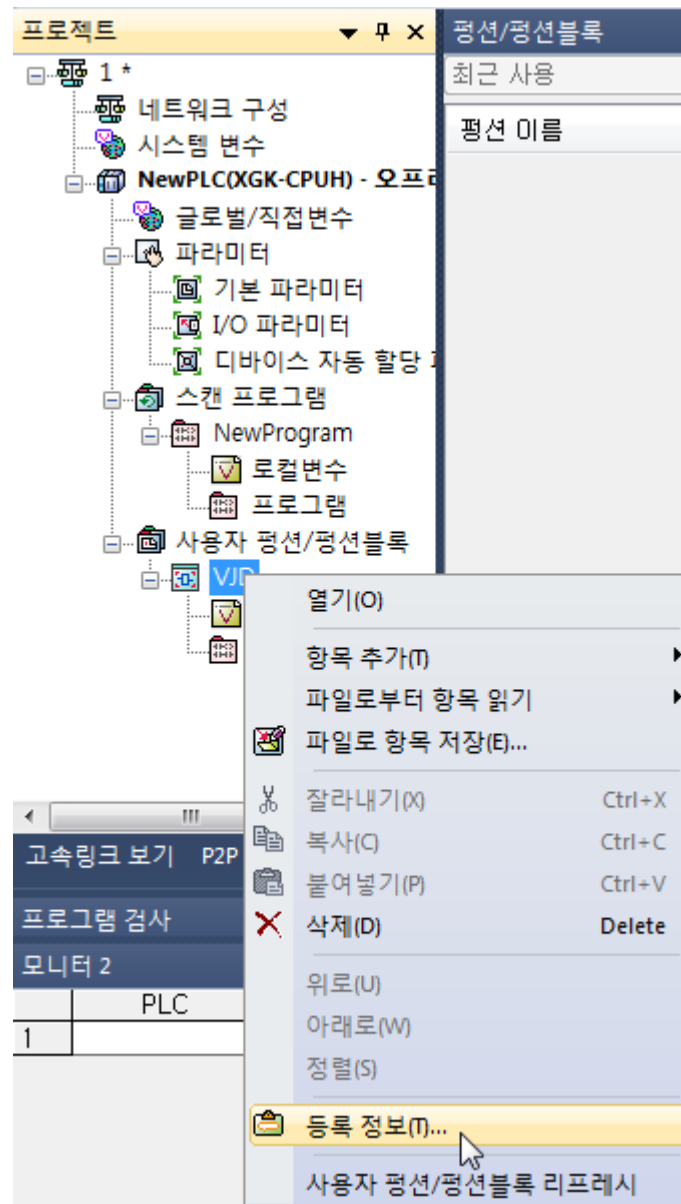 프로젝트
1 *
네트워크 구성
시스템 변수
NewPLC(XGK-CPUH) - 오프
글로벌/직접변수
파라미터
기본 파라미터
I/O 파라미터
디바이스 자동 할당
스캔 프로그램
NewProgram
로컬변수
프로그램
사용자 펑션/펑션블록
펑션/펑션블록
최근 사용
펑션 이름
열기(O)
항목 추가(T)
파일로부터 항목 읽기
파일로 항목 저장(E)...
잘라내기(X) Ctrl+X
복사(C) Ctrl+C
붙여넣기(P) Ctrl+V
삭제(D) Delete
위로(U)
아래로(W)
정렬(S)
등록 정보(T)...
사용자 펑션/펑션블록 리프레시
고속링크 보기 P2P
프로그램 검사
모니터 2
PLC
1